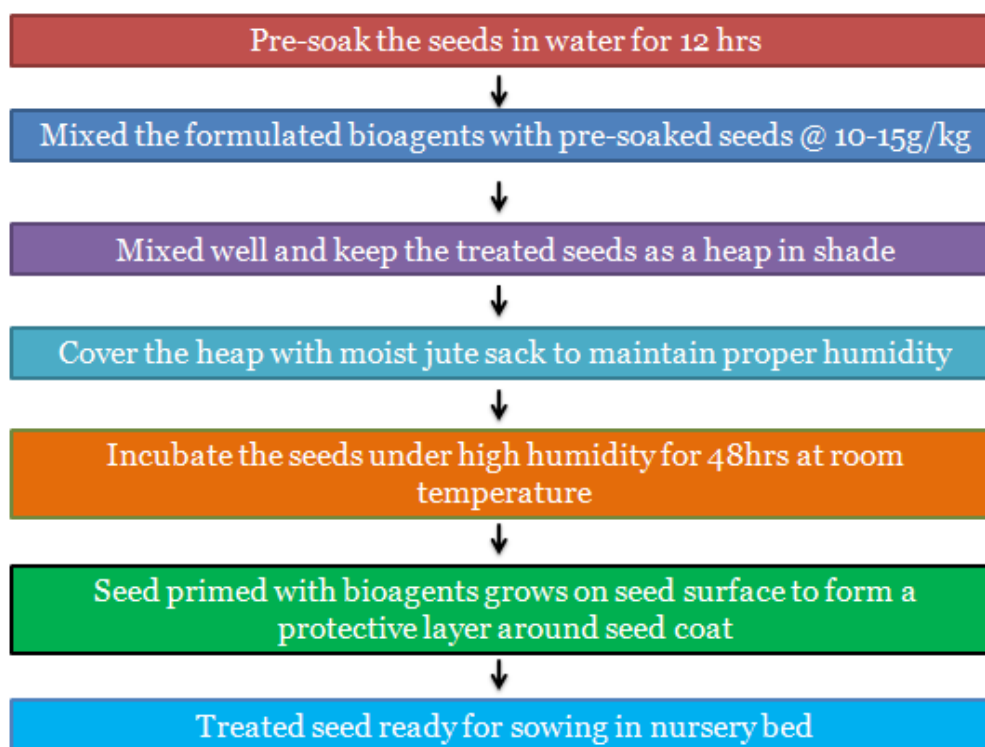 Pre-soak the seeds in water for 12 hrs
Mixed the formulated bioagents with pre-soaked seeds @ 10-15g/kg
Mixed well and keep the treated seeds as a heap in shade
Cover the heap with moist jute sack to maintain proper humidity
Incubate the seeds under high humidity for 48hrs at room
temperature
Seed primed with bioagents grows on seed surface to form a
protective layer around seed coat
Treated seed ready for sowing in nursery bed